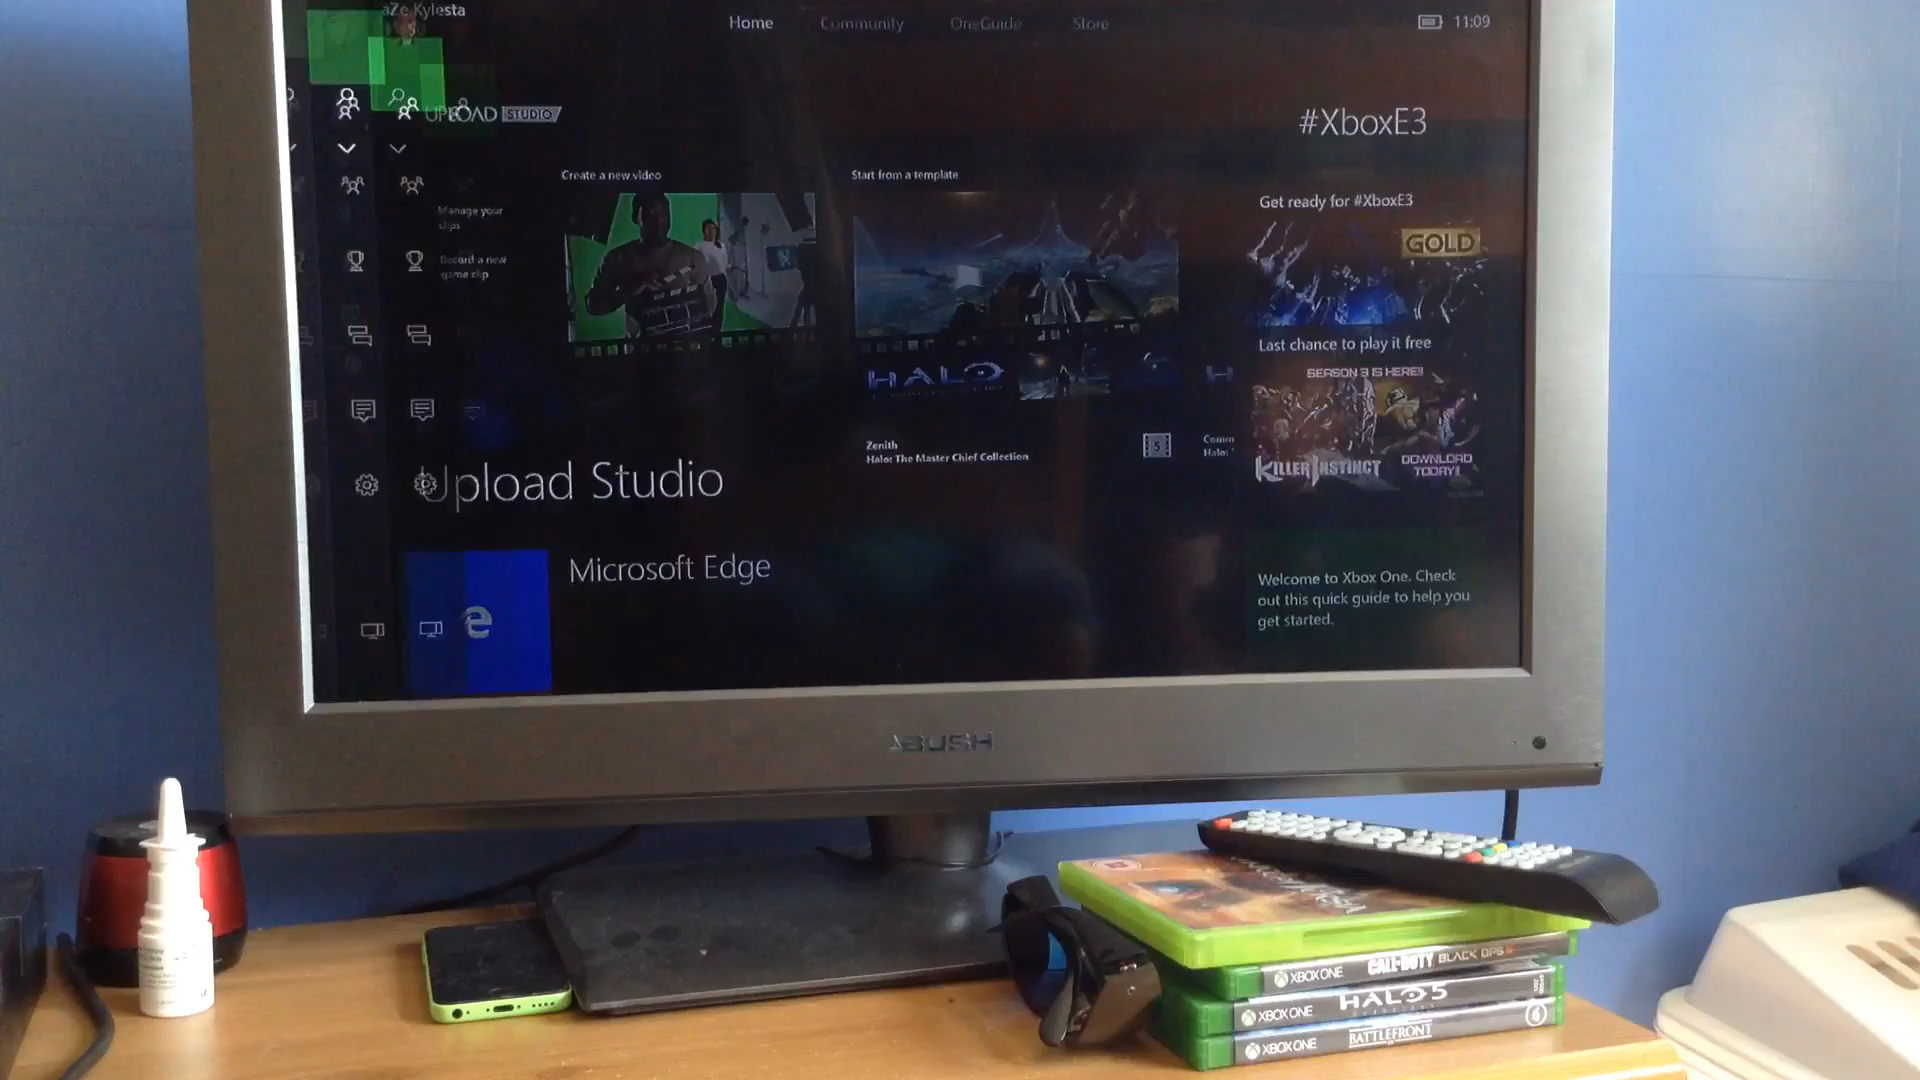 aZe Kylesta
Home
Community
OneGuide
Store
11:09
UPLOAD STUDIO
#XboxE3
Create a new video
Start from a template
Get ready for #XboxE3
GOLD
Manage your
clips
Record a new
game clip
Last chance to play it free
SEASON 3 IS HERE!!
HALO
H
Zenith
Halo: The Master Chief Collection
5
Comm
Halo:
KILLER INSTINCT
DOWNLOAD
TODAY!!
Upload Studio
Microsoft Edge
Welcome to Xbox One. Check
out this quick guide to help you
get started.
BUSH
XBOX ONE CALL OF DUTY BLACK OPS
XBOX ONE HALO 5
XBOX ONE BATTLEFRONT